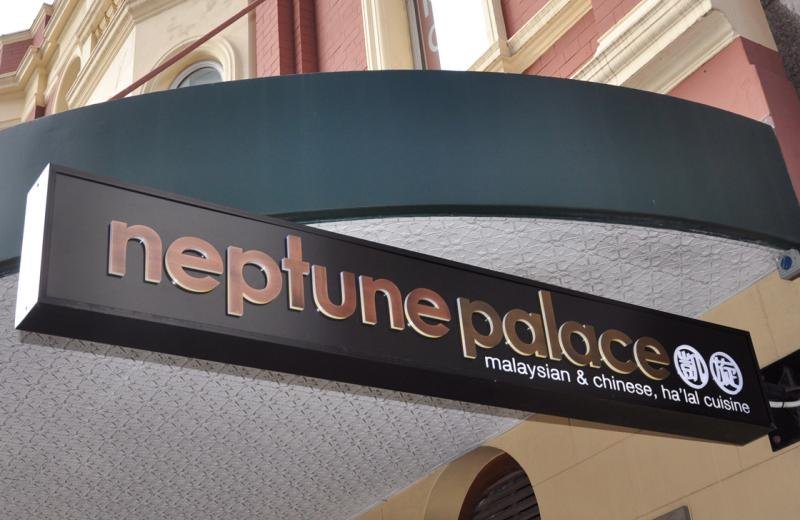 neptune palace 凱旋
malaysian & chinese, ha'lal cuisine